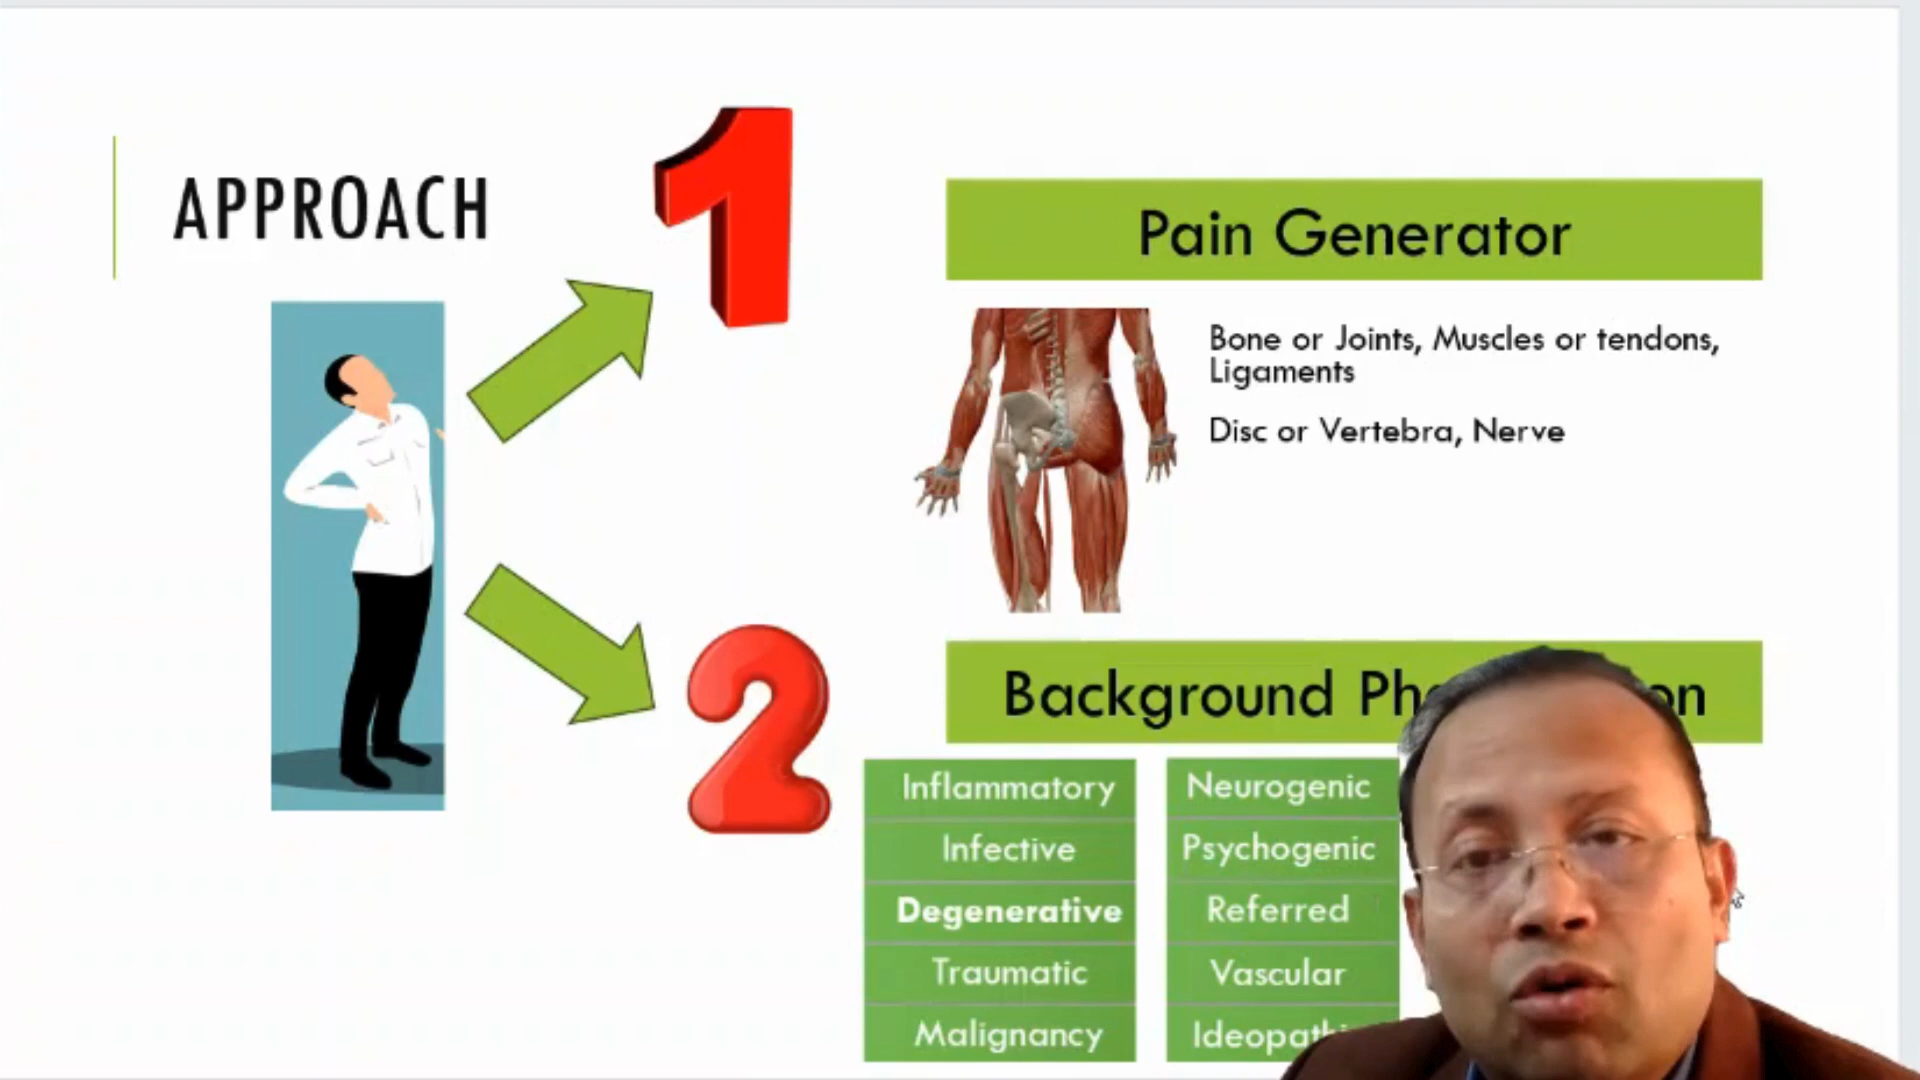 APPROACH
1
Pain Generator
Bone or Joints, Muscles or tendons,
Ligaments
Disc or Vertebra, Nerve
2
Background
Inflammatory
Infective
Degenerative
Traumatic
Malignancy
Neurogenic
Psychogenic
Referred
Vascular